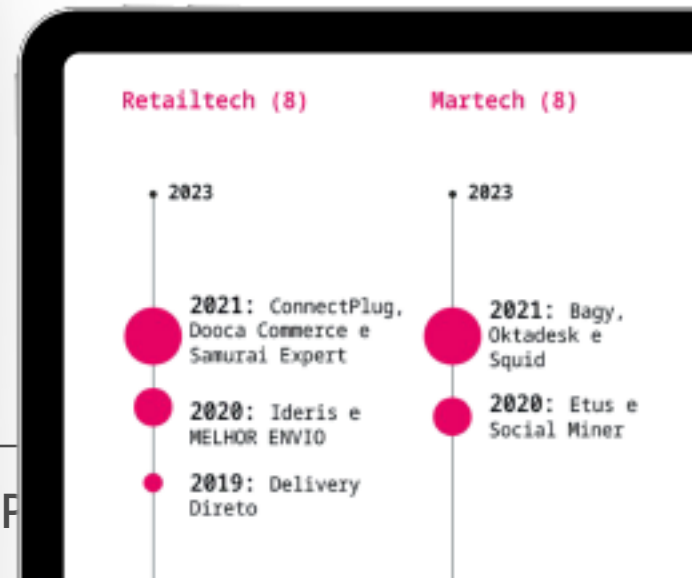 Retailtech (8)
2023
2021: ConnectPlug,
Dooca Commerce e
Samurai Expert
2020: Ideris e
MELHOR ENVIO
2019: Delivery
Direto
Martech (8)
2023
2021: Bagy,
Oktadesk e
Squid
2020: Etus e
Social Miner
P